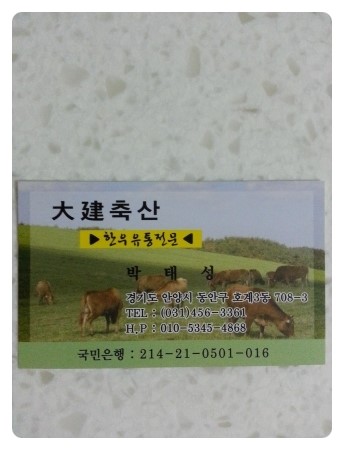 大建축산
▶한우유통전문◀
박 태 성
경기도 안양시 동안구 호계3동 708-3
TEL : (031)456-3361
H.P : 010-5345-4868
국민은행 : 214-21-0501-016